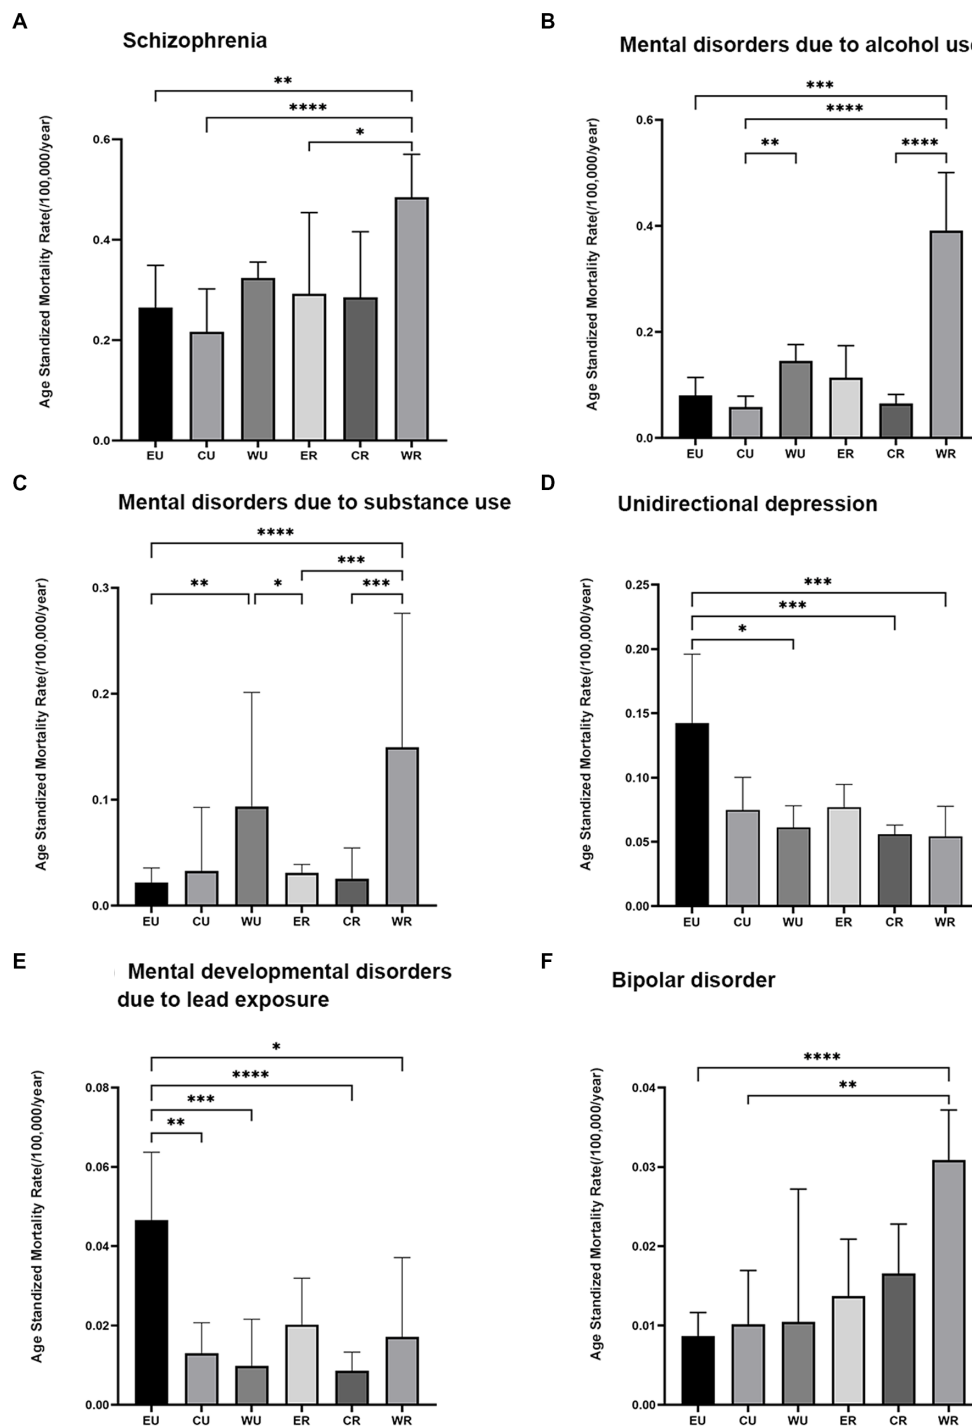 A
Schizophrenia
**
****
*
Age Standized Mortality Rate(/100,000/year)
0.6
0.4
0.2
0.0
EU CU WU ER CR WR
B
Mental disorders due to alcohol use
***
****
** ****
Age Standized Mortality Rate(/100,000/year)
0.6
0.4
0.2
0.0
EU CU WU ER CR WR
C
Mental disorders due to substance use
****
***
** * ***
Age Standized Mortality Rate(/100,000/year)
0.3
0.2
0.1
0.0
EU CU WU ER CR WR
D
Unidirectional depression
***
***
*
Age Standized Mortality Rate(/100,000/year)
0.25
0.20
0.15
0.10
0.05
0.00
EU CU WU ER CR WR
E
Mental developmental disorders
due to lead exposure
*
****
***
**
Age Standized Mortality Rate(/100,000/year)
0.08
0.06
0.04
0.02
0.00
EU CU WU ER CR WR
F
Bipolar disorder
****
**
Age Standized Mortality Rate(/100,000/year)
0.04
0.03
0.02
0.01
0.00
EU CU WU ER CR WR